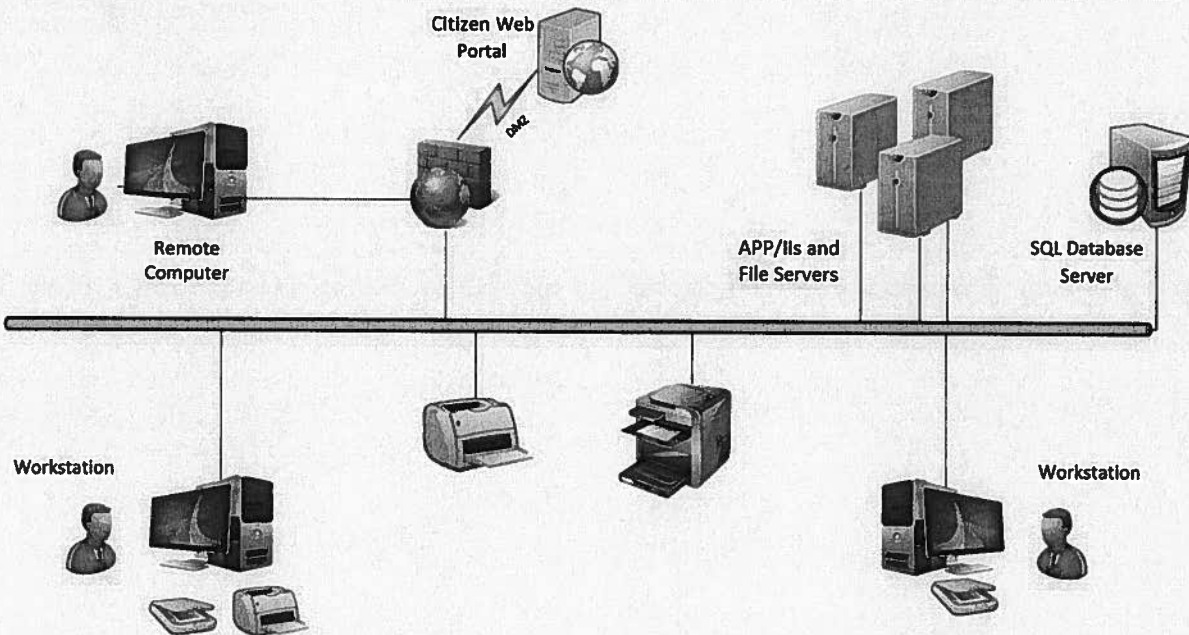 Citizen Web
Portal
DMZ
Remote
Computer
APP/IIs and
File Servers
SQL Database
Server
Workstation
Workstation